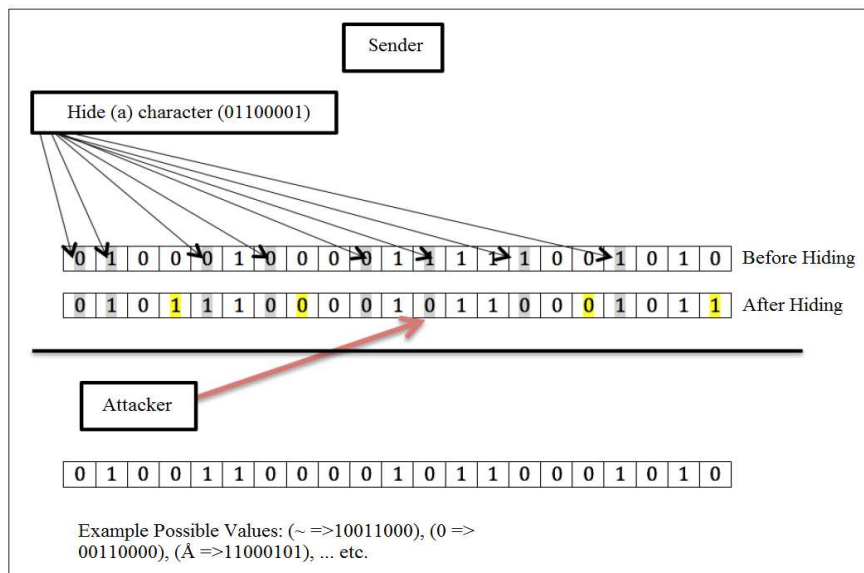 Sender
Hide (a) character (01100001)
0 1 0 0 0 1 0 0 0 0 1 1 1 1 1 0 0 1 0 1 0 Before Hiding
0 1 0 1 1 1 0 0 0 0 1 0 1 1 0 0 0 1 0 1 1 After Hiding
Attacker
0 1 0 0 1 1 0 0 0 0 1 0 1 1 0 0 0 1 0 1 0
Example Possible Values: (~ =>10011000), (0 =>
00110000), (Å =>11000101), ... etc.